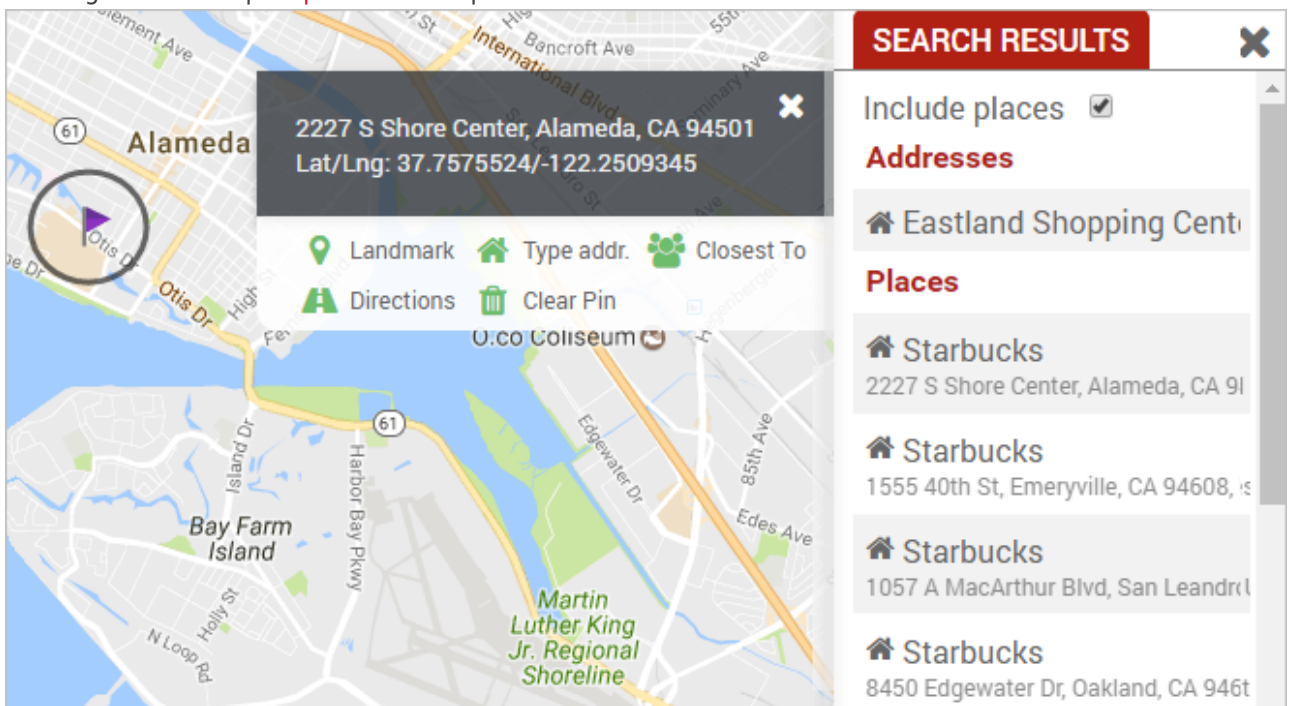 SEARCH RESULTS
Include places
Addresses
Eastland Shopping Cent
Places
Starbucks
2227 S Shore Center, Alameda, CA 9
Starbucks
1555 40th St, Emeryville, CA 94608,
Starbucks
1057 A MacArthur Blvd, San Leandr
Starbucks
8450 Edgewater Dr, Oakland, CA 946
2227 S Shore Center, Alameda, CA 94501
Lat/Lng: 37.7575524/-122.2509345
Landmark Type addr. Closest To
Directions Clear Pin
International Blvd
Bancroft Ave
61
Alameda
Otis Dr
Otis Dr
High St
O.co Coliseum
61
Island Dr
Harbor Bay Pkwy
Edgewater Dr
85th Ave
Edes Ave
Bay Farm
Island
Holly St
N Loop Rd
Martin
Luther King
Jr. Regional
Shoreline